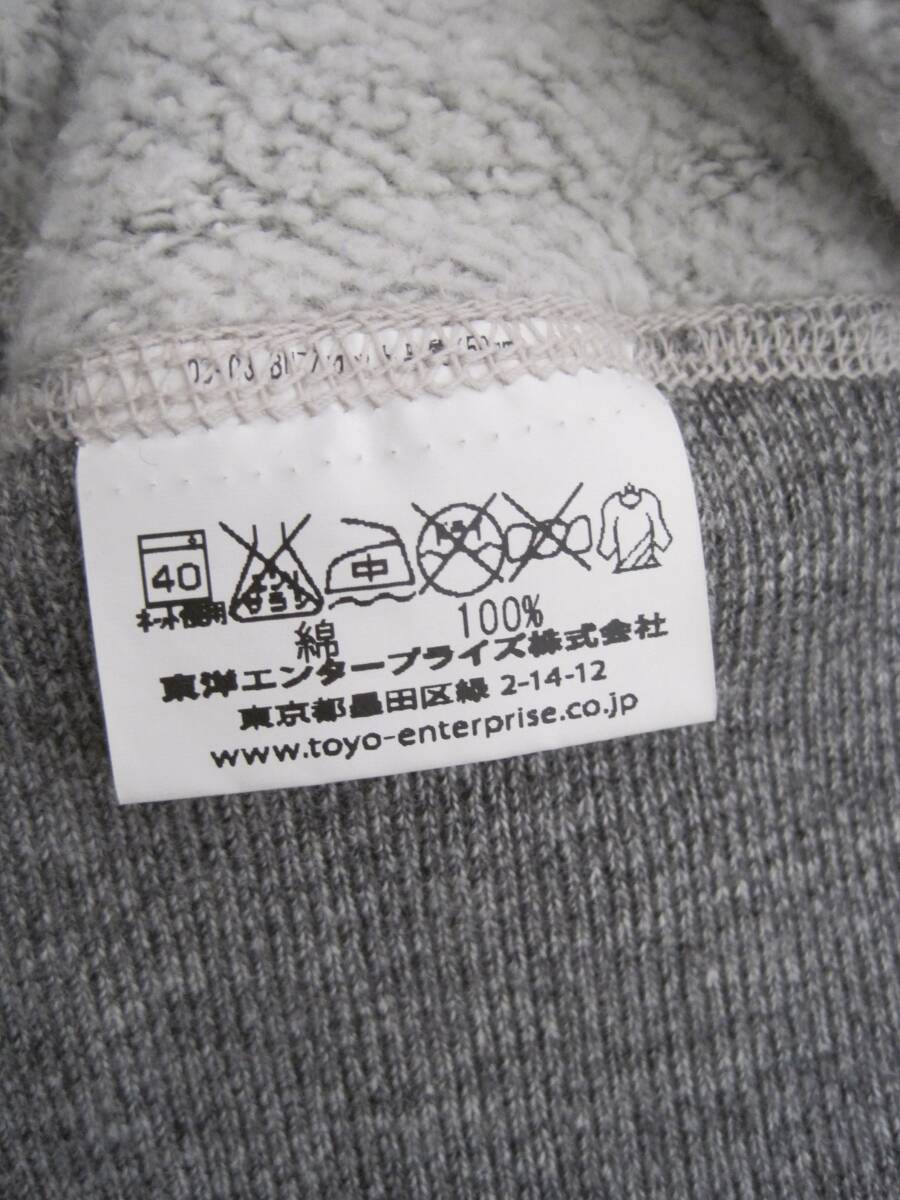 40
ネット使用
中
綿 100%
東洋エンタープライズ株式会社
東京都墨田区緑 2-14-12
www.toyo-enterprise.co.jp